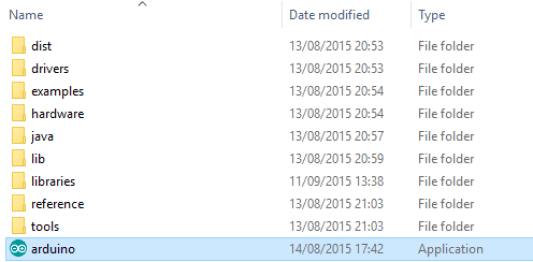 Name Date modified Type
dist 13/08/2015 20:53 File folder
drivers 13/08/2015 20:53 File folder
examples 13/08/2015 20:54 File folder
hardware 13/08/2015 20:54 File folder
java 13/08/2015 20:57 File folder
lib 13/08/2015 20:59 File folder
libraries 11/09/2015 13:38 File folder
reference 13/08/2015 21:03 File folder
tools 13/08/2015 21:03 File folder
arduino 14/08/2015 17:42 Application